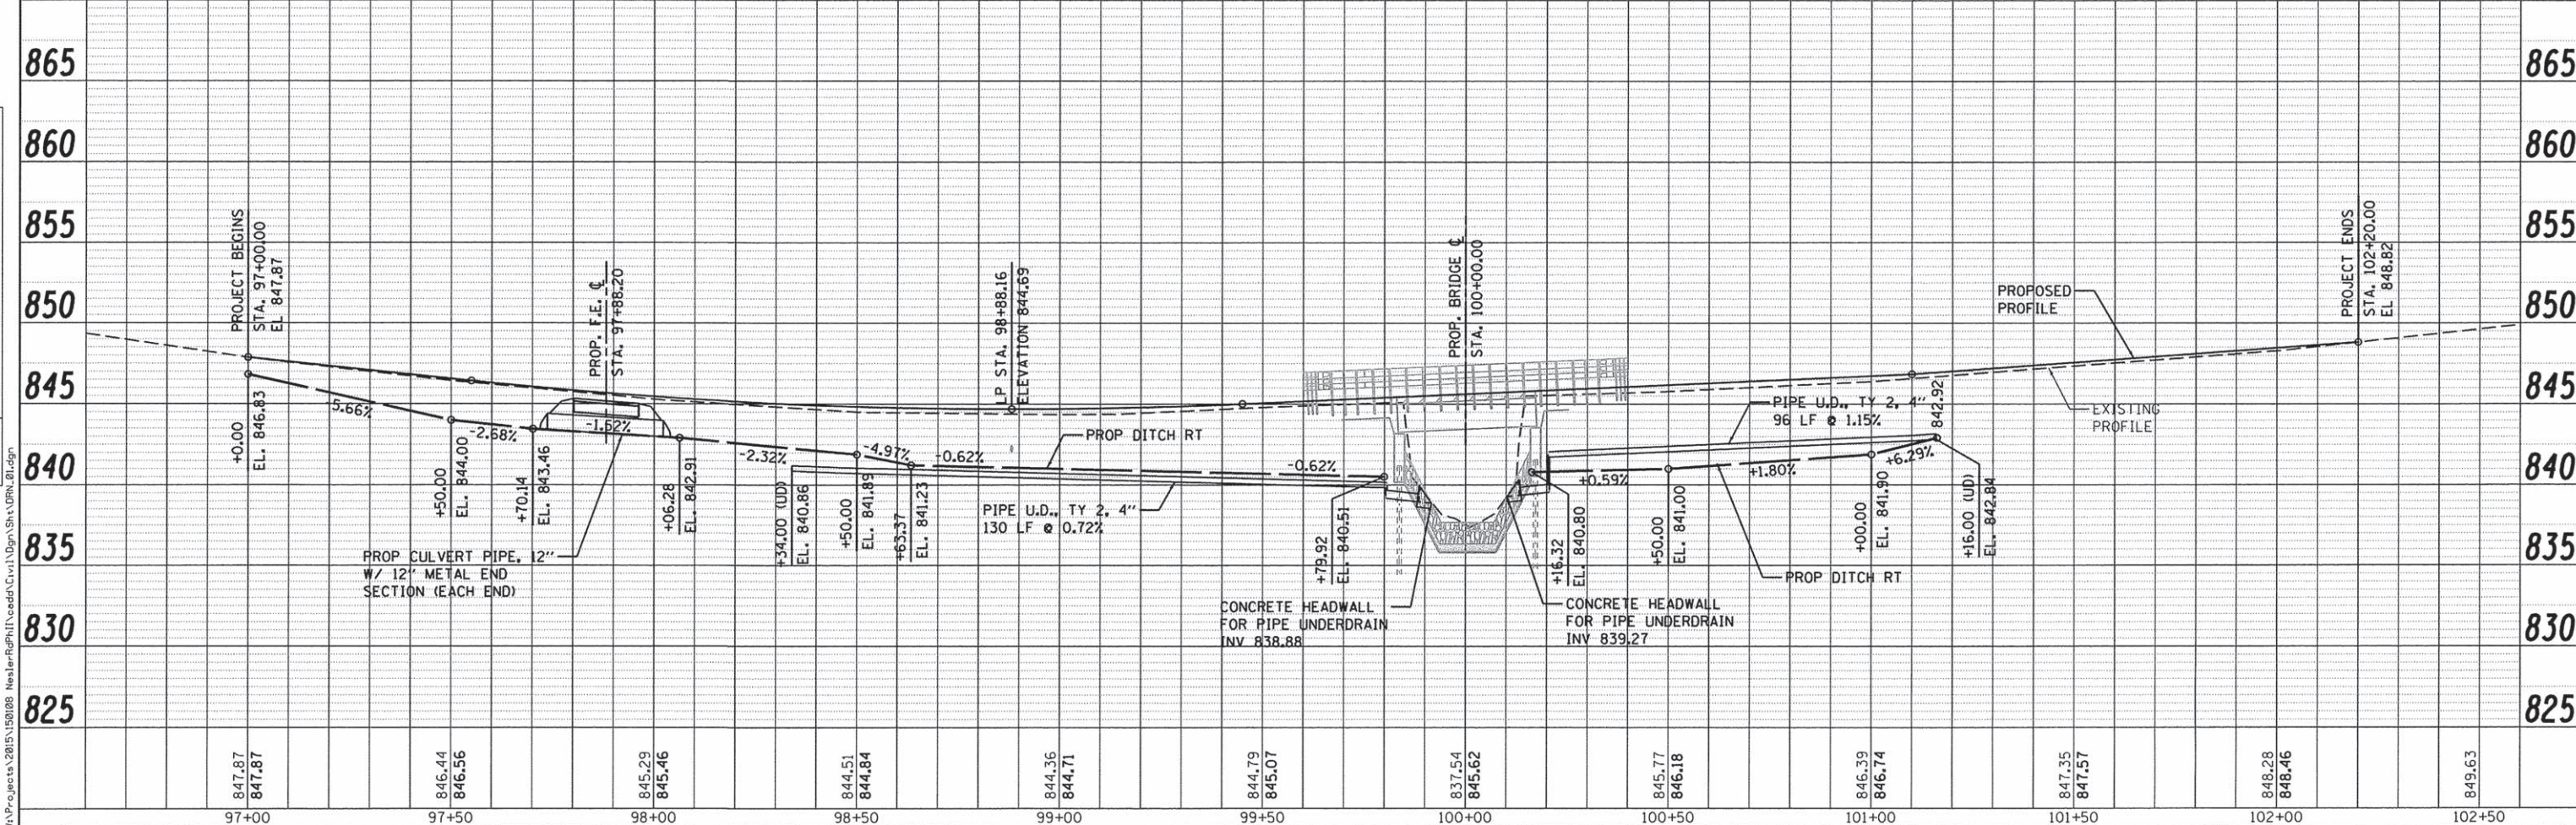 865
860
855
850
845
840
835
830
825
865
860
855
850
845
840
835
830
825
PROJECT BEGINS
STA. 97+00.00
EL 847.87
PROP. F.E. ℄
STA. 97+88.20
LP STA. 98+88.16
ELEVATION 844.69
PROP. BRIDGE ℄
STA. 100+00.00
PROJECT ENDS
STA. 102+20.00
EL 848.82
PROPOSED
PROFILE
EXISTING
PROFILE
+0.00
EL. 846.83
-5.66%
+50.00
EL. 844.00
-2.68%
+70.14
EL. 843.46
-1.52%
+06.28
EL. 842.91
-2.32%
+34.00 (UD)
EL. 840.86
+50.00
EL. 841.89
-4.97%
+63.37
EL. 841.23
-0.62%
PROP DITCH RT
-0.62%
PIPE U.D., TY 2, 4"
130 LF @ 0.72%
PROP CULVERT PIPE, 12"
W/ 12" METAL END
SECTION (EACH END)
+79.92
EL. 840.51
CONCRETE HEADWALL
FOR PIPE UNDERDRAIN
INV 838.88
+16.32
EL. 840.80
CONCRETE HEADWALL
FOR PIPE UNDERDRAIN
INV 839.27
+0.59%
+50.00
EL. 841.00
PIPE U.D., TY 2, 4"
96 LF @ 1.15%
+1.80%
PROP DITCH RT
+00.00
EL. 841.90
+6.29%
842.92
+16.00 (UD)
EL. 842.84
847.87
847.87
846.44
846.56
845.29
845.46
844.51
844.84
844.36
844.71
844.79
845.07
837.54
845.62
845.77
846.18
846.39
846.74
847.35
847.57
848.28
848.46
849.63
97+00
97+50
98+00
98+50
99+00
99+50
100+00
100+50
101+00
101+50
102+00
102+50